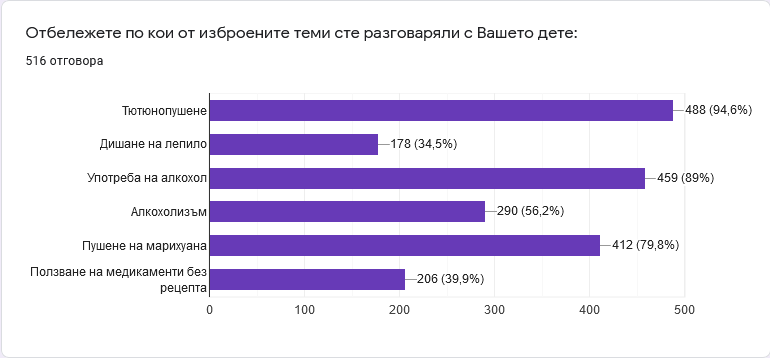 Отбележете по кои от изброените теми сте разговаряли с Вашето дете:
516 отговора
Тютюнопушене
488 (94,6%)
Дишане на лепило
178 (34,5%)
Употреба на алкохол
459 (89%)
Алкохолизъм
290 (56,2%)
Пушене на марихуана
412 (79,8%)
Ползване на медикаменти без
рецепта
206 (39,9%)
0 100 200 300 400 500